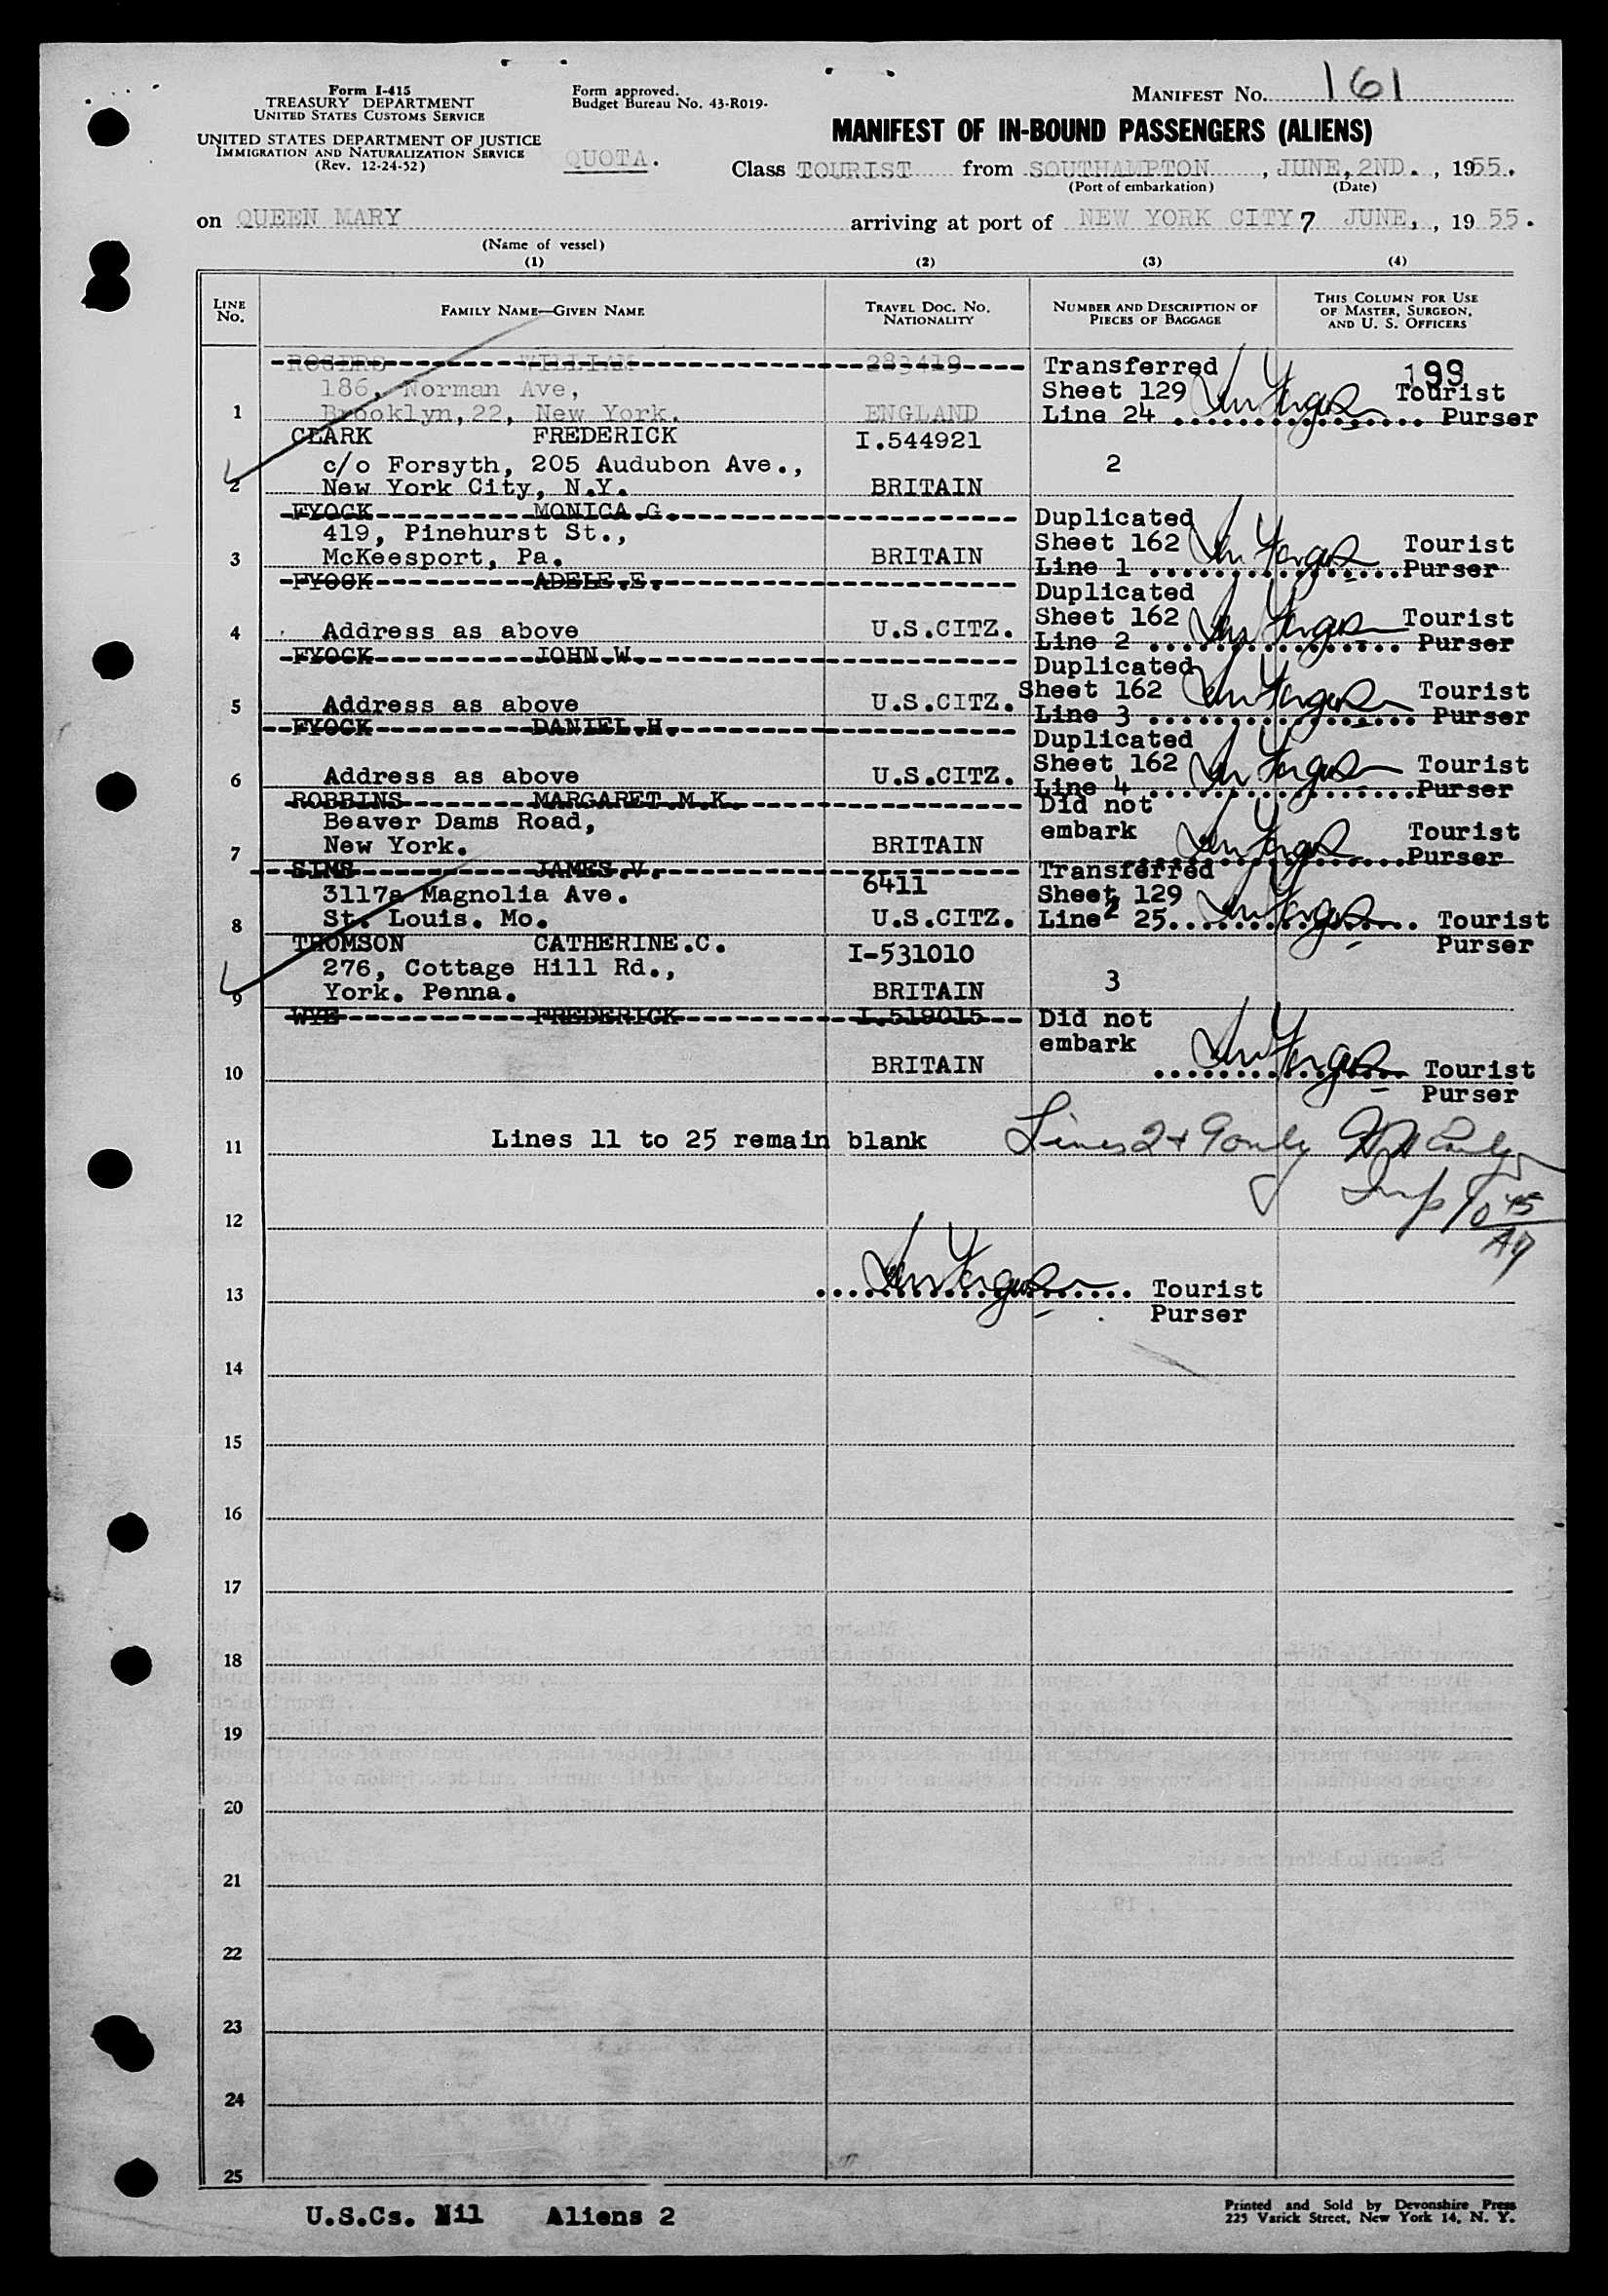 Form I-415
TREASURY DEPARTMENT
UNITED STATES CUSTOMS SERVICE
UNITED STATES DEPARTMENT OF JUSTICE
IMMIGRATION AND NATURALIZATION SERVICE
(Rev. 12-24-52)
Form approved.
Budget Bureau No. 43-R019.
QUOTA.
MANIFEST NO. 161
MANIFEST OF IN-BOUND PASSENGERS (ALIENS)
Class TOURIST from SOUTHAMPTON, JUNE, 2ND., 1955.
(Port of embarkation) (Date)
on QUEEN MARY arriving at port of NEW YORK CITY 7 JUNE,, 1955.
(Name of vessel)
(1) (2) (3) (4)
LINE NO.
FAMILY NAME—GIVEN NAME
TRAVEL DOC. NO. NATIONALITY
NUMBER AND DESCRIPTION OF PIECES OF BAGGAGE
THIS COLUMN FOR USE OF MASTER, SURGEON, AND U. S. OFFICERS
ROGERS WILLIAM 283419 Transferred 199
186, Norman Ave, Sheet 129 Tourist
1 Brooklyn,22, New York. ENGLAND Line 24 Purser
CLARK FREDERICK I.544921
c/o Forsyth, 205 Audubon Ave., 2
2 New York City, N.Y. BRITAIN
FYOCK MONICA.G. Duplicated
419, Pinehurst St., Sheet 162 Tourist
3 McKeesport, Pa. BRITAIN Line 1 Purser
FYOCK ADELE.E. Duplicated
Sheet 162 Tourist
4 Address as above U.S.CITZ. Line 2 Purser
FYOCK JOHN.W. Duplicated
Sheet 162 Tourist
5 Address as above U.S.CITZ. Line 3 Purser
FYOCK DANIEL.H. Duplicated
Sheet 162 Tourist
6 Address as above U.S.CITZ. Line 4 Purser
ROBBINS MARGARET.M.K. Did not
Beaver Dams Road, embark Tourist
7 New York. BRITAIN Purser
SIMS JAMES.V. Transferred
3117a Magnolia Ave. 6411 Sheet 129
8 St. Louis. Mo. U.S.CITZ. Line 25 Tourist
Purser
THOMSON CATHERINE.C. I-531010
276, Cottage Hill Rd., 3
9 York. Penna. BRITAIN
WYE FREDERICK I.519015 Did not
embark
10 BRITAIN Tourist
Purser
11 Lines 11 to 25 remain blank Lines 2 + 9 only
12
13 Tourist
Purser
14
15
16
17
18
19
20
21
22
23
24
25
U.S.Cs. Nil Aliens 2
Printed and Sold by Devonshire Press
225 Varick Street, New York 14, N. Y.